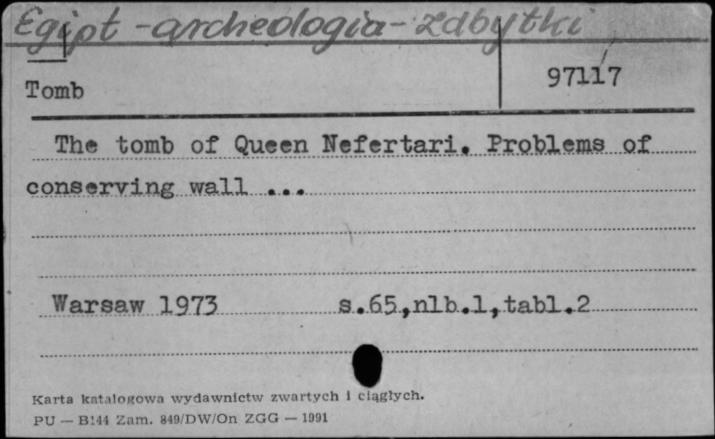 Egipt - archeologia - zabytki
Tomb
97117
The tomb of Queen Nefertari. Problems of
conserving wall ...
Warsaw 1973 s.65,nlb.1,tabl.2
Karta katalogowa wydawnictw zwartych i ciągłych.
PU — B144 Zam. 849/DW/On ZGG — 1991